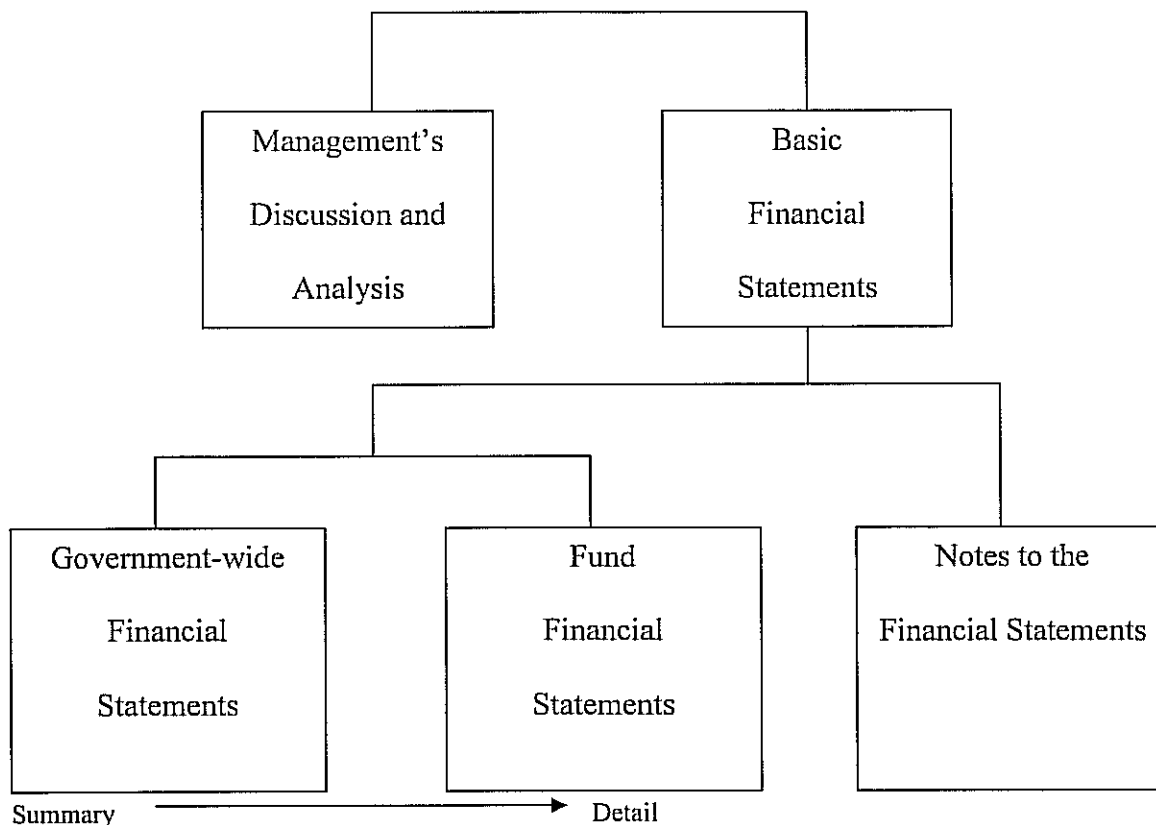 Management's
Discussion and
Analysis
Basic
Financial
Statements
Government-wide
Financial
Statements
Fund
Financial
Statements
Notes to the
Financial Statements
Summary
Detail